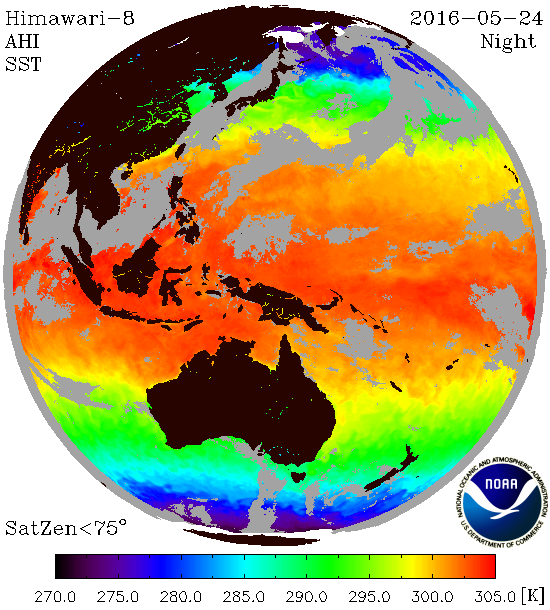 Himawari-8 2016-05-24
AHI Night
SST
NATIONAL OCEANIC AND ATMOSPHERIC ADMINISTRATION
NOAA
U.S. DEPARTMENT OF COMMERCE
SatZen<75°
270.0 275.0 280.0 285.0 290.0 295.0 300.0 305.0 [K]